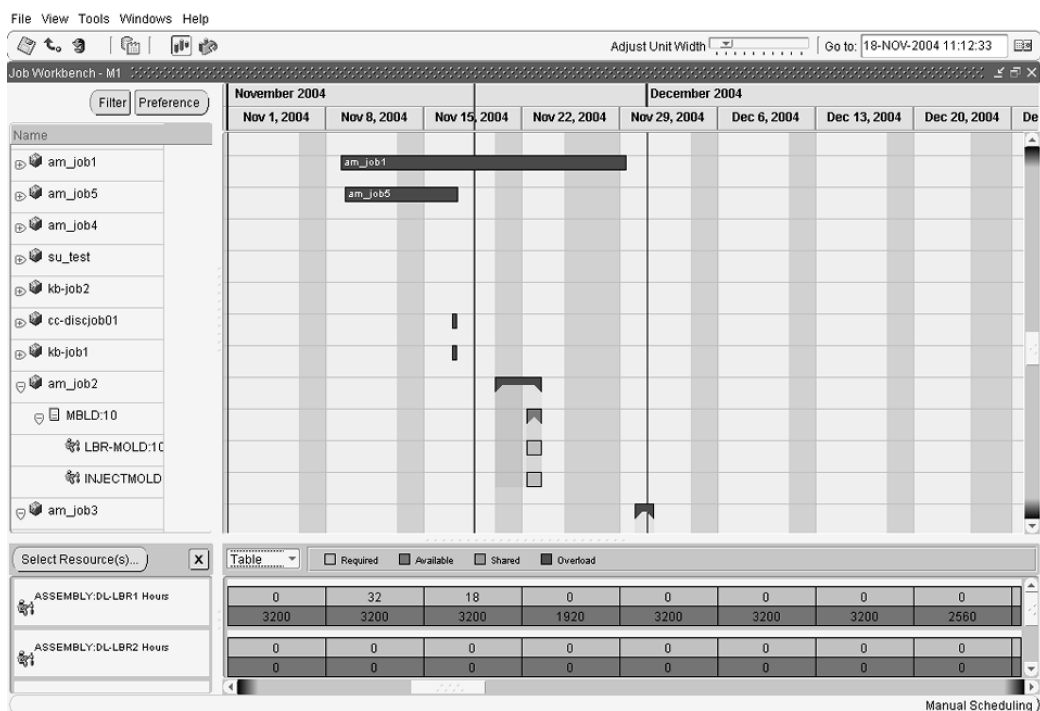 File View Tools Windows Help
Adjust Unit Width Go to: 18-NOV-2004 11:12:33
Job Workbench - M1
Filter Preference
November 2004 December 2004
Nov 1, 2004 Nov 8, 2004 Nov 15, 2004 Nov 22, 2004 Nov 29, 2004 Dec 6, 2004 Dec 13, 2004 Dec 20, 2004 De
Name
am_job1 am_job1
am_job5 am_job5
am_job4
su_test
kb-job2
cc-discjob01
kb-job1
am_job2
MBLD:10
LBR-MOLD:10
INJECTMOLD
am_job3
Select Resource(s)... X Table Required Available Shared Overload
ASSEMBLY:DL-LBR1 Hours
0 32 18 0 0 0 0 0
3200 3200 3200 1920 3200 3200 3200 2560
ASSEMBLY:DL-LBR2 Hours
0 0 0 0 0 0 0 0
0 0 0 0 0 0 0 0
Manual Scheduling